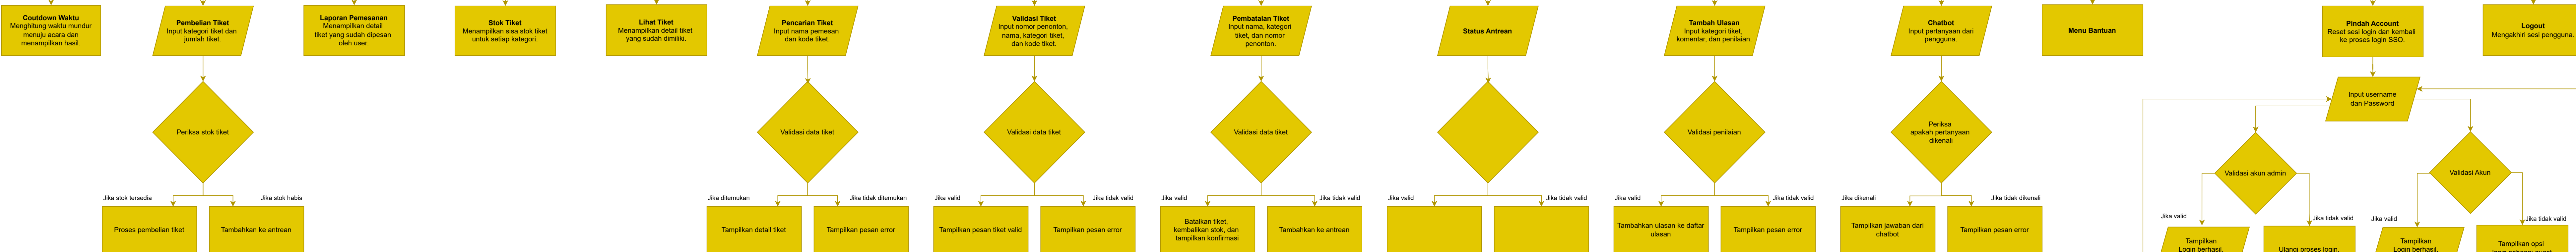 Coutdown Waktu
Menghitung waktu mundur
menuju acara dan
menampilkan hasil.
Pembelian Tiket
Input kategori tiket dan
jumlah tiket.
Laporan Pemesanan
Menampilkan detail
tiket yang sudah dipesan
oleh user.
Stok Tiket
Menampilkan sisa stok tiket
untuk setiap kategori.
Lihat Tiket
Menampilkan detail tiket
yang sudah dimiliki.
Pencarian Tiket
Input nama pemesan
dan kode tiket.
Validasi Tiket
Input nomor penonton,
nama, kategori tiket,
dan kode tiket.
Pembatalan Tiket
Input nama, kategori
tiket, dan nomor
penonton.
Status Antrean
Tambah Ulasan
Input kategori tiket,
komentar, dan penilaian.
Chatbot
Input pertanyaan dari
pengguna.
Menu Bantuan
Pindah Account
Reset sesi login dan kembali
ke proses login SSO.
Logout
Mengakhiri sesi pengguna.
Input username
dan Password
Periksa stok tiket
Validasi data tiket
Validasi data tiket
Validasi data tiket
Validasi penilaian
Periksa
apakah pertanyaan
dikenali
Validasi akun admin
Validasi Akun
Jika stok tersedia
Jika stok habis
Jika ditemukan
Jika tidak ditemukan
Jika valid
Jika tidak valid
Jika valid
Jika tidak valid
Jika valid
Jika tidak valid
Jika valid
Jika tidak valid
Jika dikenali
Jika tidak dikenali
Jika valid
Jika tidak valid
Jika valid
Jika tidak valid
Proses pembelian tiket
Tambahkan ke antrean
Tampilkan detail tiket
Tampilkan pesan error
Tampilkan pesan tiket valid
Tampilkan pesan error
Batalkan tiket,
kembalikan stok, dan
tampilkan konfirmasi
Tambahkan ke antrean
Tambahkan ulasan ke daftar
ulasan
Tampilkan pesan error
Tampilkan jawaban dari
chatbot
Tampilkan pesan error
Tampilkan
Login berhasil.
Ulangi proses login.
Tampilkan
Login berhasil.
Tampilkan opsi